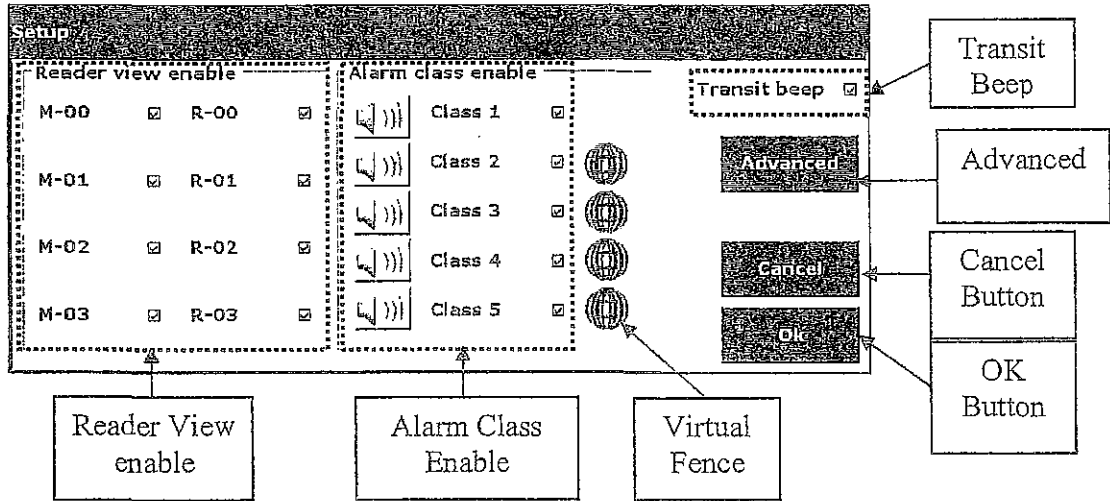 Setup
Reader view enable
Alarm class enable
Transit beep
M-00 R-00
M-01 R-01
M-02 R-02
M-03 R-03
Class 1
Class 2
Class 3
Class 4
Class 5
Advanced
Cancel
Ok
Transit
Beep
Advanced
Cancel
Button
OK
Button
Reader View
enable
Alarm Class
Enable
Virtual
Fence